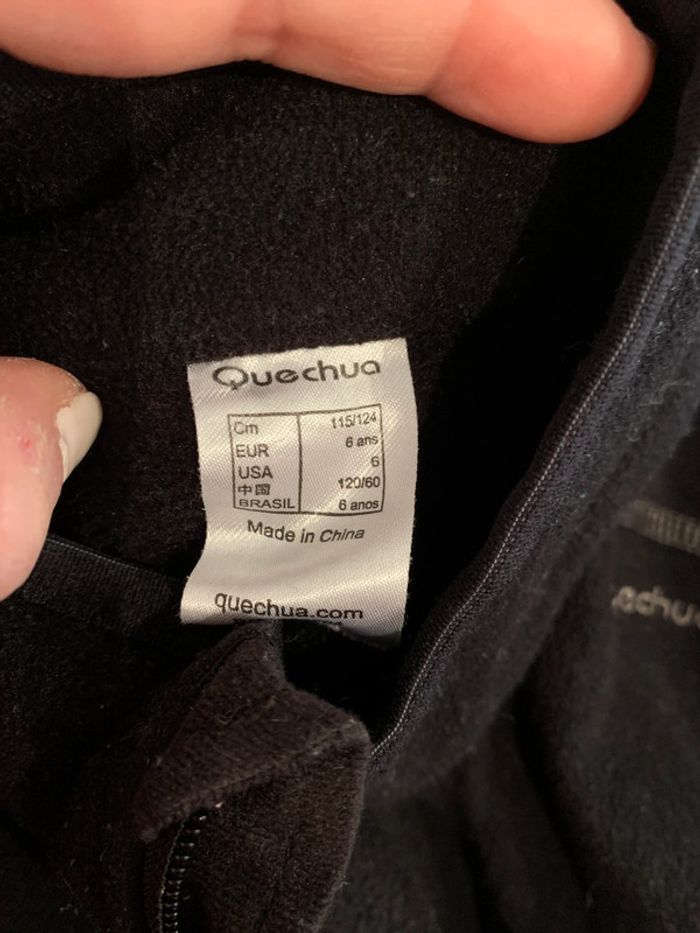 Quechua
Cm 115/124
EUR 6 ans
USA 6
中国 120/60
BRASIL 6 anos
Made in China
quechua.com